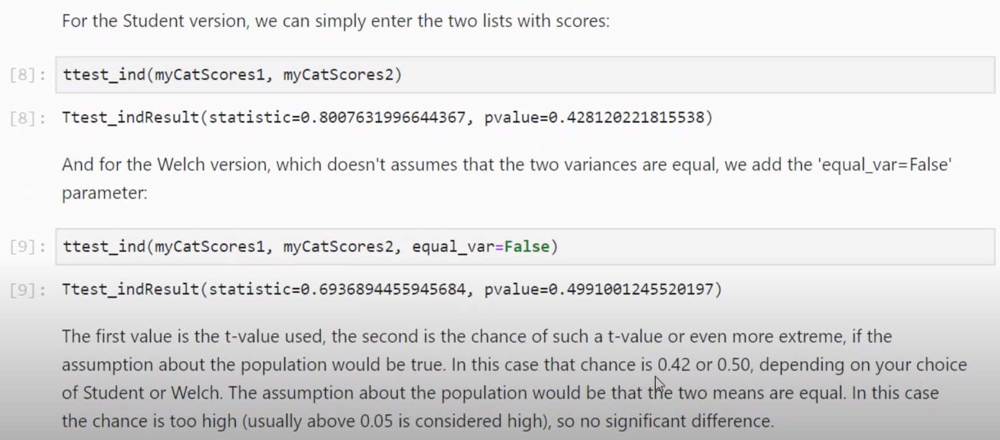 For the Student version, we can simply enter the two lists with scores:
[8]: ttest_ind(myCatScores1, myCatScores2)
[8]: Ttest_indResult(statistic=0.8007631996644367, pvalue=0.428120221815538)
And for the Welch version, which doesn't assumes that the two variances are equal, we add the 'equal_var=False'
parameter:
[9]: ttest_ind(myCatScores1, myCatScores2, equal_var=False)
[9]: Ttest_indResult(statistic=0.6936894455945684, pvalue=0.4991001245520197)
The first value is the t-value used, the second is the chance of such a t-value or even more extreme, if the
assumption about the population would be true. In this case that chance is 0.42 or 0.50, depending on your choice
of Student or Welch. The assumption about the population would be that the two means are equal. In this case
the chance is too high (usually above 0.05 is considered high), so no significant difference.